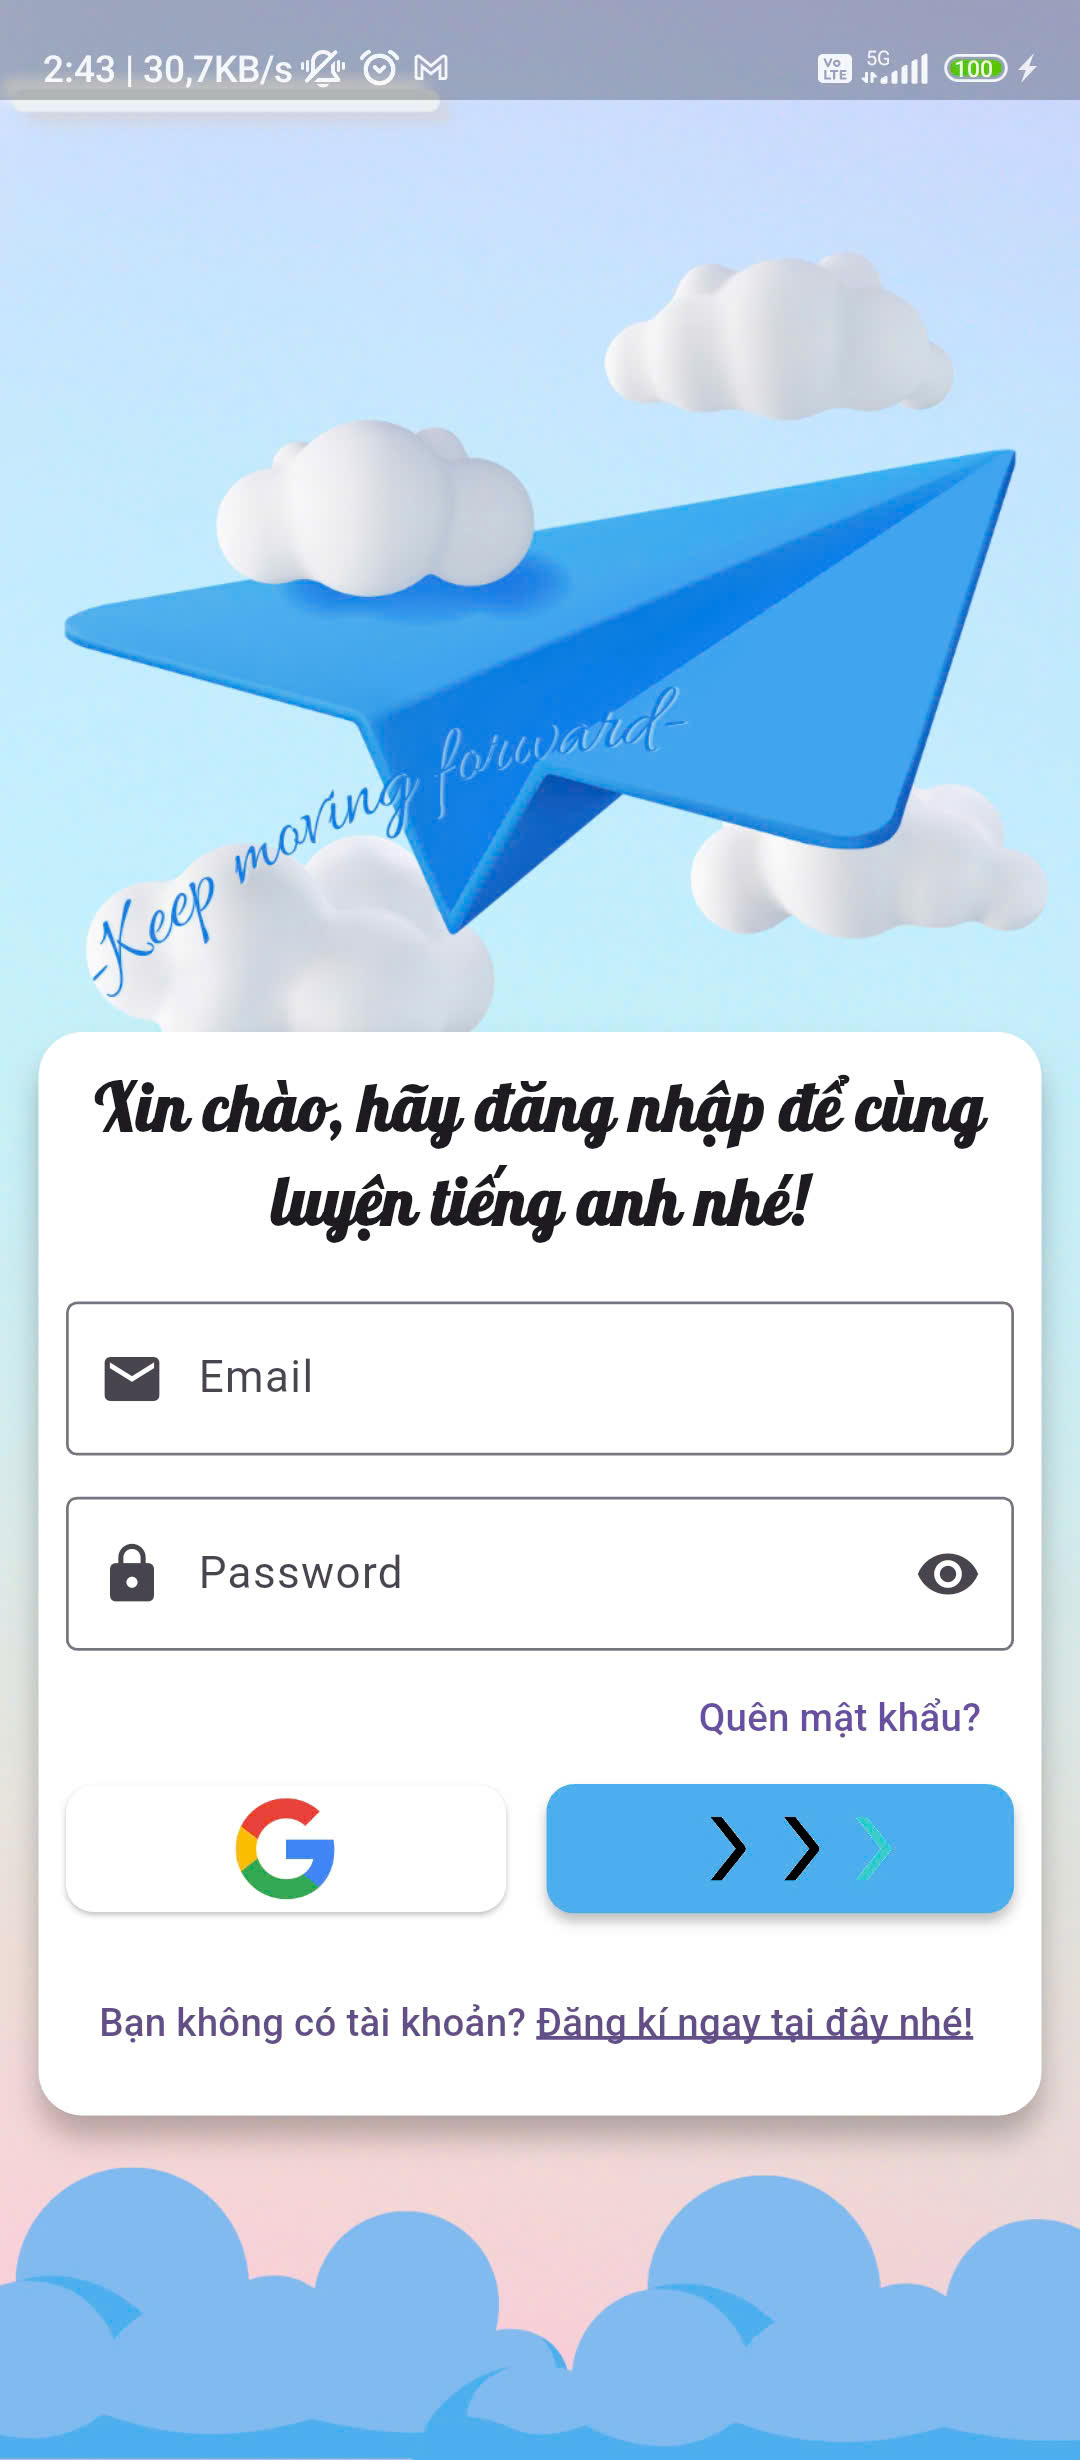 2:43 | 30,7KB/s
Vo LTE
5G
100
-Keep moving forward-
Xin chào, hãy đăng nhập để cùng
luyện tiếng anh nhé!
Email
Password
Quên mật khẩu?
Bạn không có tài khoản? Đăng kí ngay tại đây nhé!